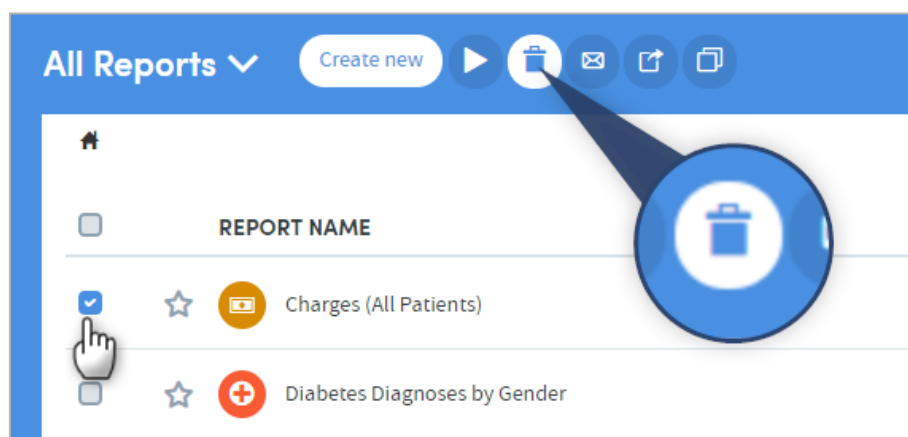 All Reports
Create new
REPORT NAME
Charges (All Patients)
Diabetes Diagnoses by Gender